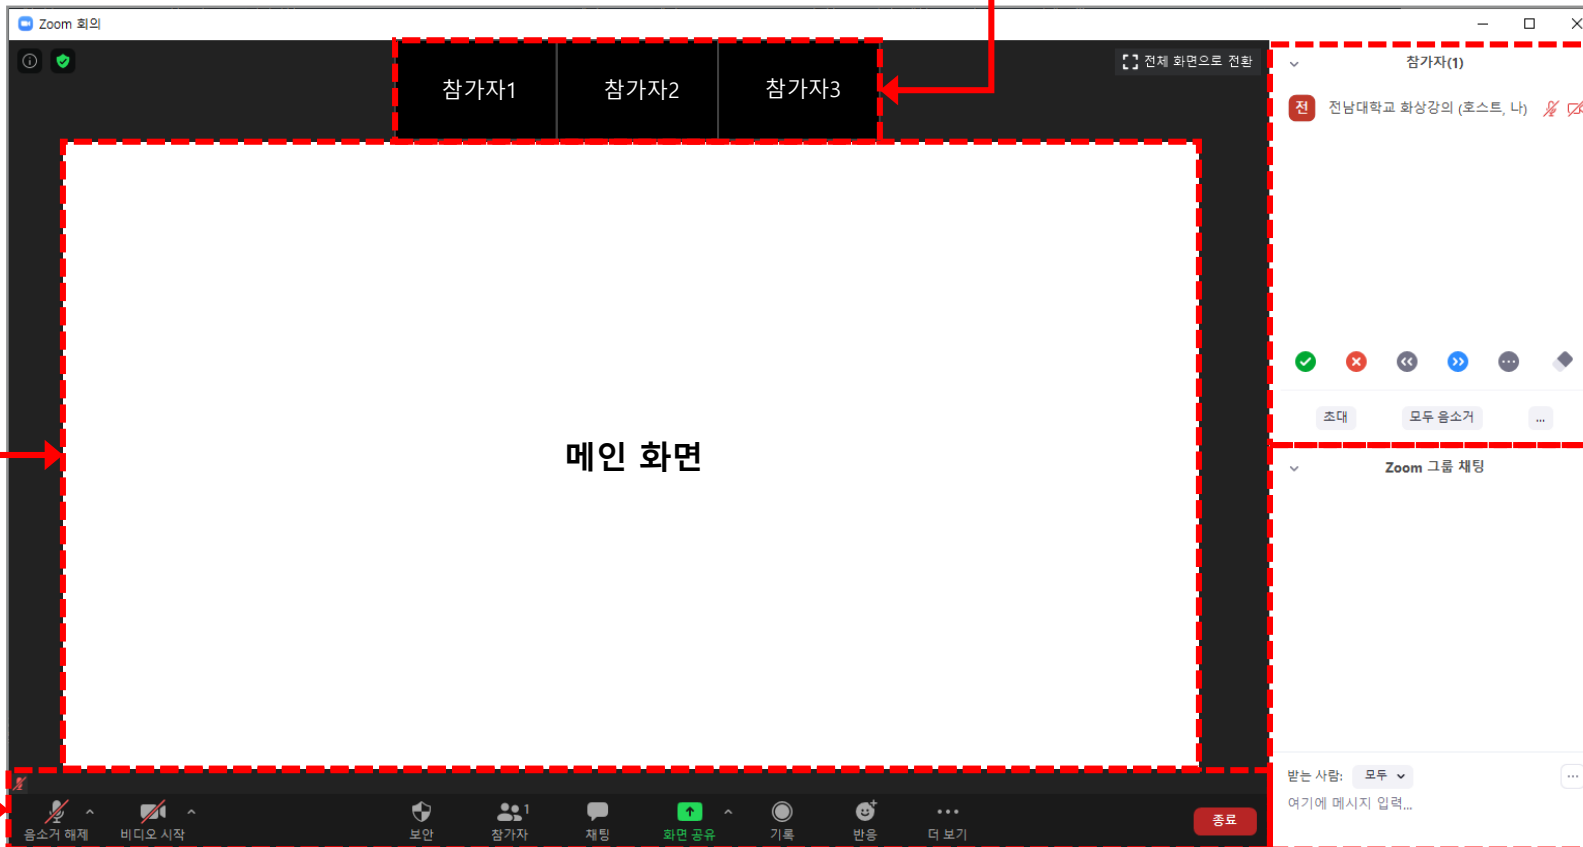 Zoom 회의
참가자1
참가자2
참가자3
전체 화면으로 전환
참가자(1)
전 전남대학교 화상강의 (호스트, 나)
메인 화면
초대
모두 음소거
...
Zoom 그룹 채팅
받는 사람: 모두
여기에 메시지 입력...
음소거 해제
비디오 시작
보안
1
참가자
채팅
화면 공유
기록
반응
더 보기
종료